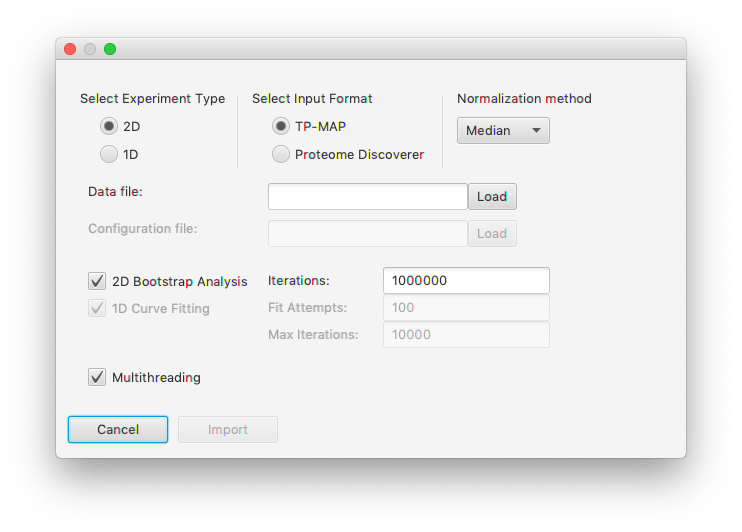 Select Experiment Type
Select Input Format
Normalization method
2D
TP-MAP
Median
1D
Proteome Discoverer
Data file:
Load
Configuration file:
Load
2D Bootstrap Analysis
Iterations:
1000000
1D Curve Fitting
Fit Attempts:
100
Max Iterations:
10000
Multithreading
Cancel
Import